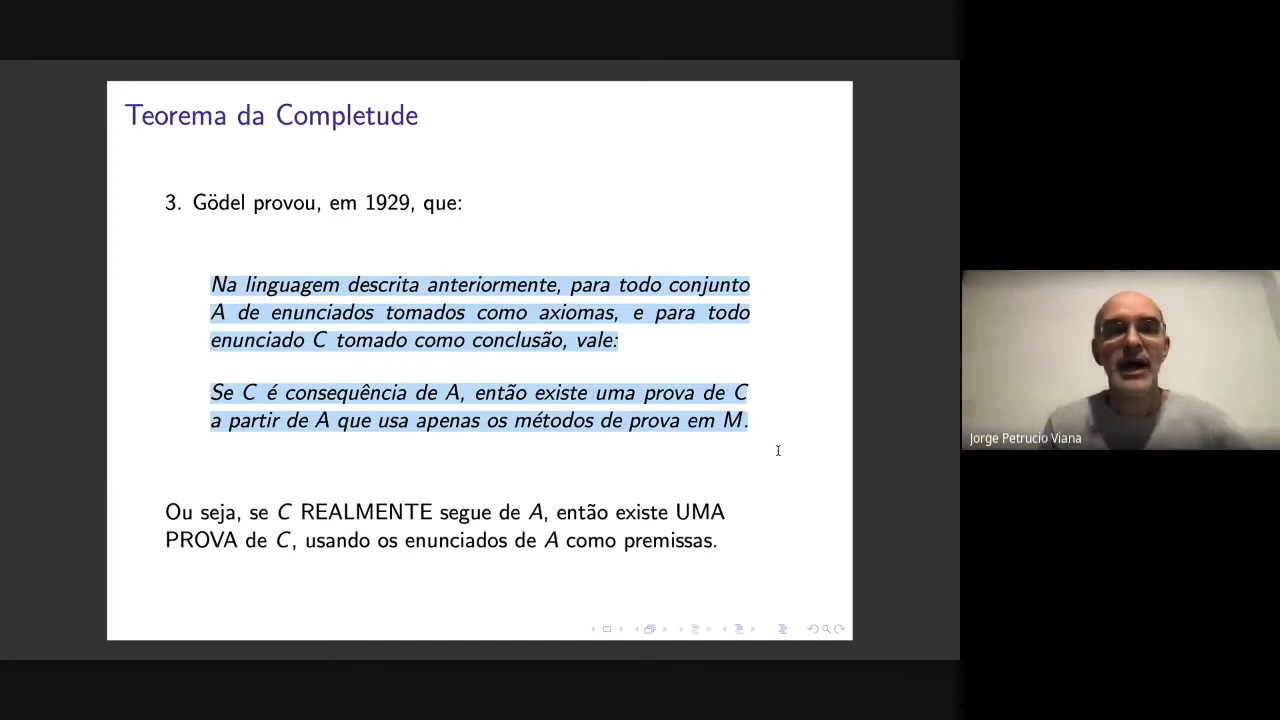 Teorema da Completude
3. Gödel provou, em 1929, que:
Na linguagem descrita anteriormente, para todo conjunto
A de enunciados tomados como axiomas, e para todo
enunciado C tomado como conclusão, vale:
Se C é consequência de A, então existe uma prova de C
a partir de A que usa apenas os métodos de prova em M.
Ou seja, se C REALMENTE segue de A, então existe UMA
PROVA de C, usando os enunciados de A como premissas.
Jorge Petrucio Viana